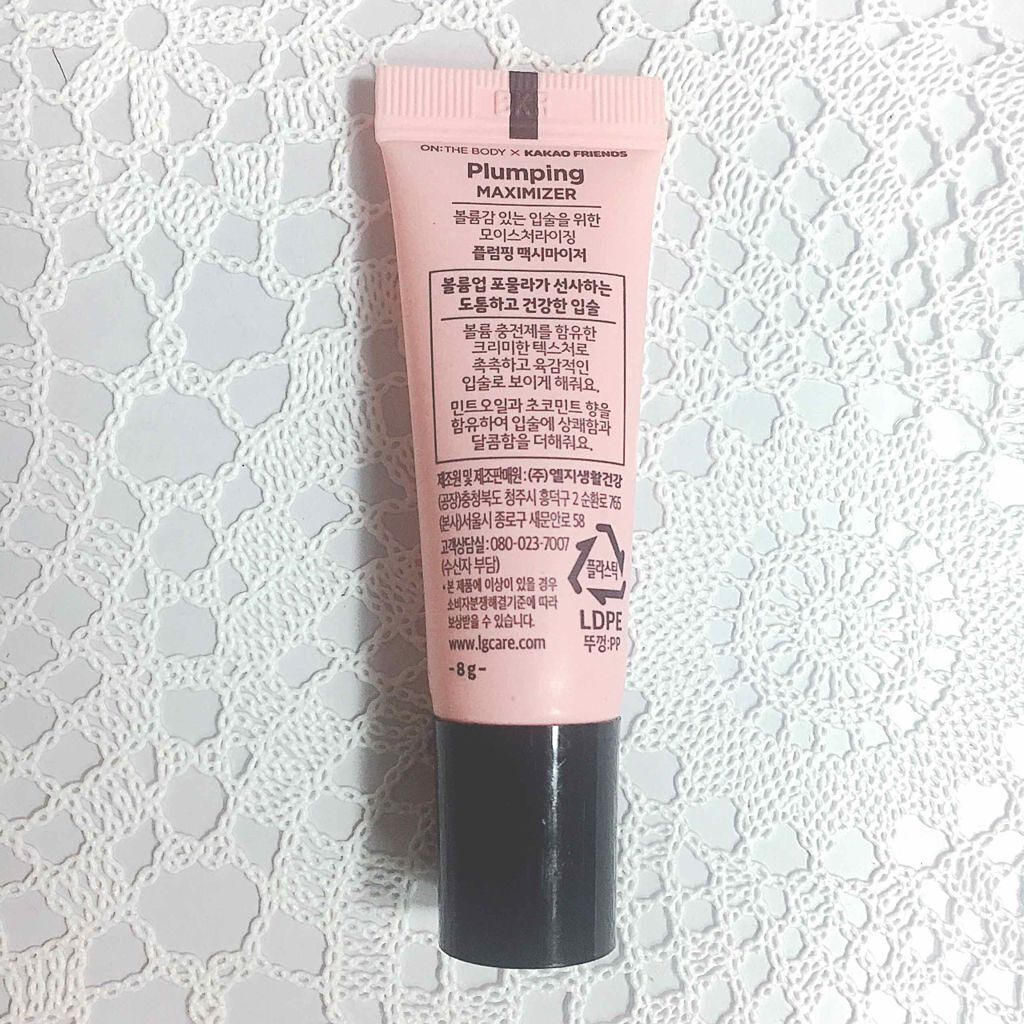 ON: THE BODY × KAKAO FRIENDS
Plumping
MAXIMIZER
볼륨감 있는 입술을 위한
모이스처라이징
플럼핑 맥시마이저
볼륨업 포뮬라가 선사하는
도톰하고 건강한 입술
볼륨 충전제를 함유한
크리미한 텍스처로
촉촉하고 육감적인
입술로 보이게 해줘요.
민트오일과 초코민트 향을
함유하여 입술에 상쾌함과
달콤함을 더해줘요.
제조원 및 제조판매원 : (주)엘지생활건강
(공장)충청북도 청주시 흥덕구 2 순환로 766
(본사)서울시 종로구 새문안로 58
고객상담실 : 080-023-7007
(수신자 부담)
플라스틱
• 본 제품에 이상이 있을 경우
소비자분쟁해결기준에 따라
보상받을 수 있습니다.
LDPE
뚜껑:PP
www.lgcare.com
-8g-